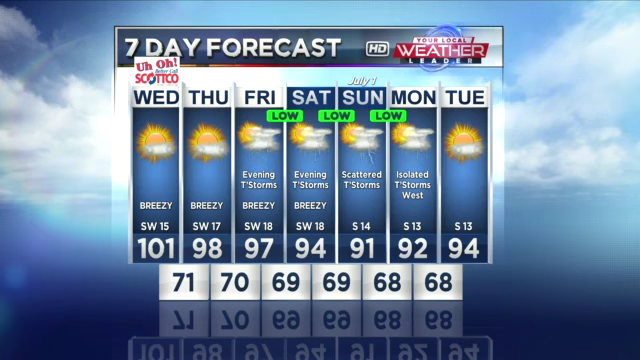 7 DAY FORECAST
HD
YOUR LOCAL
WEATHER
LEADER
Uh Oh!
Better Call
SCOTTCO
July 1
WED THU FRI SAT SUN MON TUE
LOW LOW LOW
Evening T'Storms
Evening T'Storms
Scattered T'Storms
Isolated T'Storms West
BREEZY BREEZY BREEZY BREEZY
SW 15 SW 17 SW 18 SW 18 S 14 S 13 S 13
101 98 97 94 91 92 94
71 70 69 69 68 68